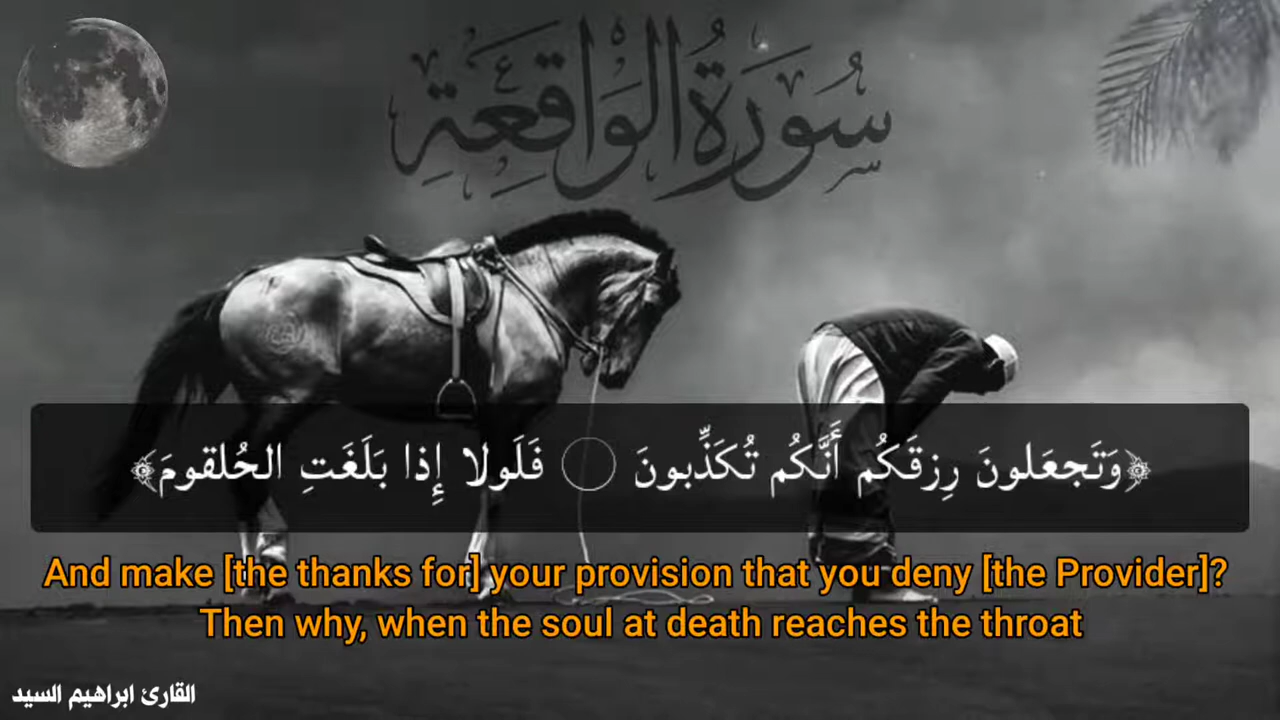 سُورَةُ الوَاقِعَةِ
﴿وَتَجعَلونَ رِزقَكُم أَنَّكُم تُكَذِّبونَ ۝ فَلَولا إِذا بَلَغَتِ الحُلقومَ﴾
And make [the thanks for] your provision that you deny [the Provider]?
Then why, when the soul at death reaches the throat
القارئ ابراهيم السيد